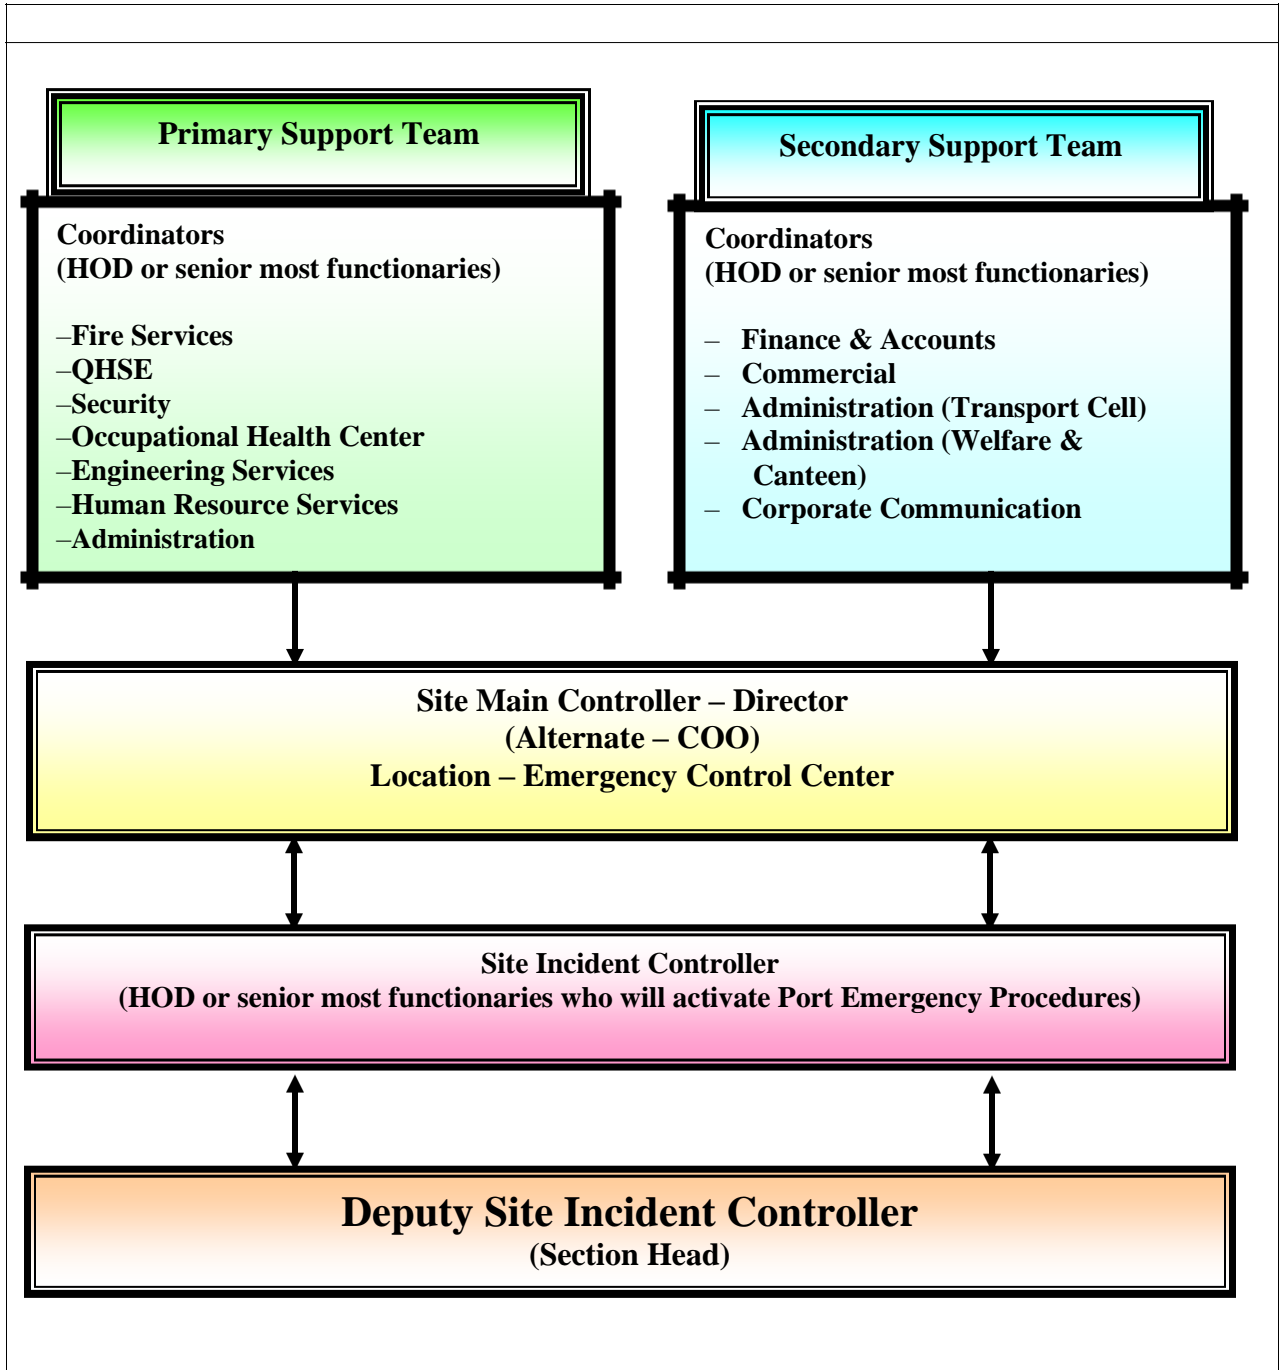 Primary Support Team
Coordinators
(HOD or senior most functionaries)
–Fire Services
–QHSE
–Security
–Occupational Health Center
–Engineering Services
–Human Resource Services
–Administration
Secondary Support Team
Coordinators
(HOD or senior most functionaries)
– Finance & Accounts
– Commercial
– Administration (Transport Cell)
– Administration (Welfare &
Canteen)
– Corporate Communication
Site Main Controller – Director
(Alternate – COO)
Location – Emergency Control Center
Site Incident Controller
(HOD or senior most functionaries who will activate Port Emergency Procedures)
Deputy Site Incident Controller
(Section Head)